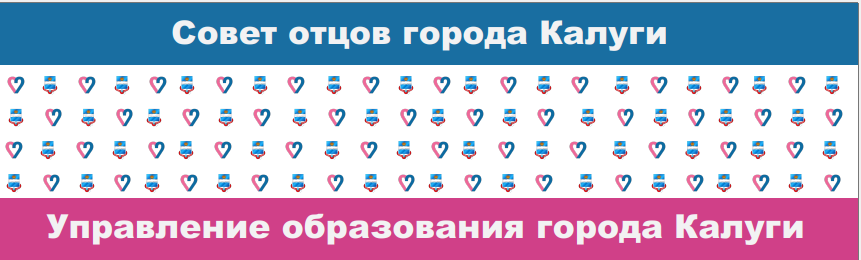 Совет отцов города Калуги
Управление образования города Калуги